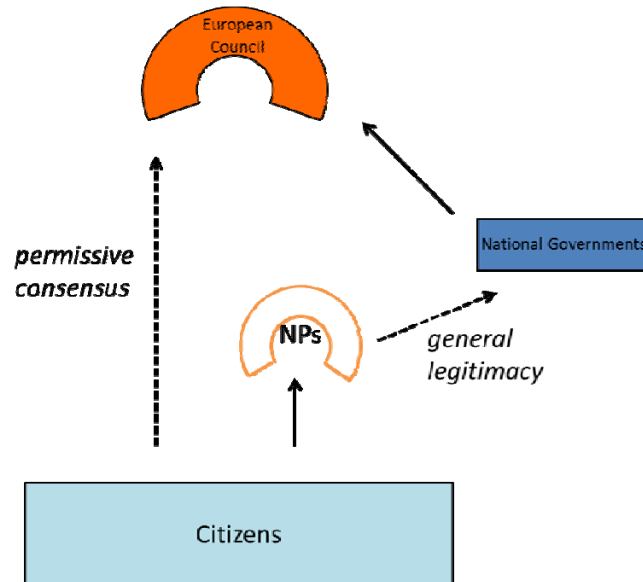 European
Council
National Governments
permissive
consensus
NPs
general
legitimacy
Citizens